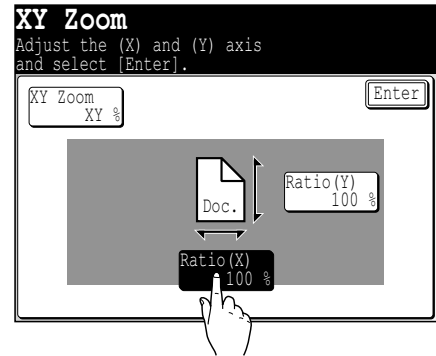 XY Zoom
Adjust the (X) and (Y) axis
and select [Enter].
XY Zoom
XY %
Enter
Ratio(Y)
100 %
Doc.
Ratio(X)
100 %